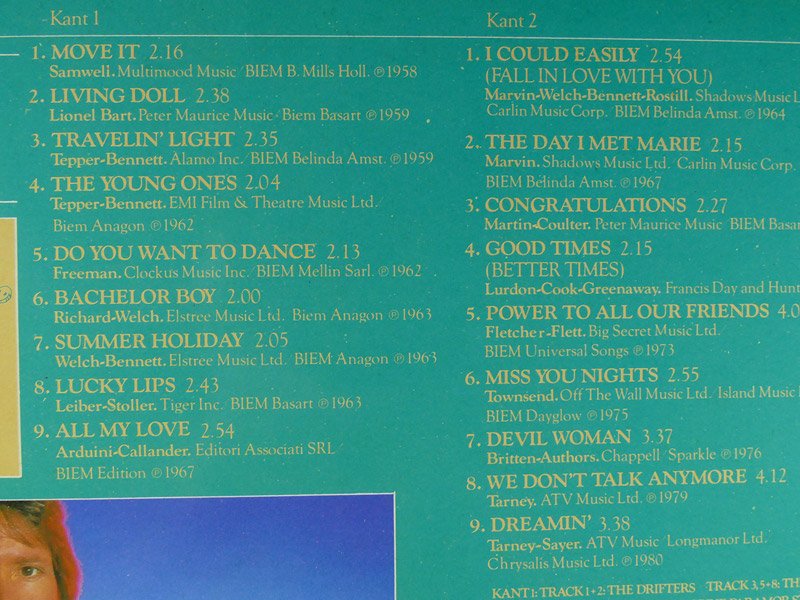 Kant 1
1. MOVE IT 2.16
Samwell. Multimood Music/BIEM B. Mills Holl. ℗1958
2. LIVING DOLL 2.38
Lionel Bart. Peter Maurice Music/Biem Basart ℗1959
3. TRAVELIN' LIGHT 2.35
Tepper-Bennett. Alamo Inc./BIEM Belinda Amst. ℗1959
4. THE YOUNG ONES 2.04
Tepper-Bennett. EMI Film & Theatre Music Ltd./
Biem Anagon ℗1962
5. DO YOU WANT TO DANCE 2.13
Freeman. Clockus Music Inc./BIEM Mellin Sarl. ℗1962
6. BACHELOR BOY 2.00
Richard-Welch. Elstree Music Ltd./Biem Anagon ℗1963
7. SUMMER HOLIDAY 2.05
Welch-Bennett. Elstree Music Ltd./BIEM Anagon ℗1963
8. LUCKY LIPS 2.43
Leiber-Stoller. Tiger Inc./BIEM Basart ℗1963
9. ALL MY LOVE 2.54
Arduini-Callander. Editori Associati SRL/
BIEM Edition ℗1967
Kant 2
1. I COULD EASILY 2.54
(FALL IN LOVE WITH YOU)
Marvin-Welch-Bennett-Rostill. Shadows Music L
Carlin Music Corp./BIEM Belinda Amst. ℗1964
2. THE DAY I MET MARIE 2.15
Marvin. Shadows Music Ltd./Carlin Music Corp.
BIEM Belinda Amst. ℗1967
3. CONGRATULATIONS 2.27
Martin-Coulter. Peter Maurice Music/BIEM Basar
4. GOOD TIMES 2.15
(BETTER TIMES)
Lurdon-Cook-Greenaway. Francis Day and Hunt
5. POWER TO ALL OUR FRIENDS 4.0
Fletcher-Flett. Big Secret Music Ltd.
BIEM Universal Songs ℗1973
6. MISS YOU NIGHTS 2.55
Townsend. Off The Wall Music Ltd./Island Music
BIEM Dayglow ℗1975
7. DEVIL WOMAN 3.37
Britten-Authors. Chappell/Sparkle ℗1976
8. WE DON'T TALK ANYMORE 4.12
Tarney. ATV Music Ltd. ℗1979
9. DREAMIN' 3.38
Tarney-Sayer. ATV Music/Longmanor Ltd.
Chrysalis Music Ltd. ℗1980
KANT 1: TRACK 1+2: THE DRIFTERS TRACK 3, 5+8: TH